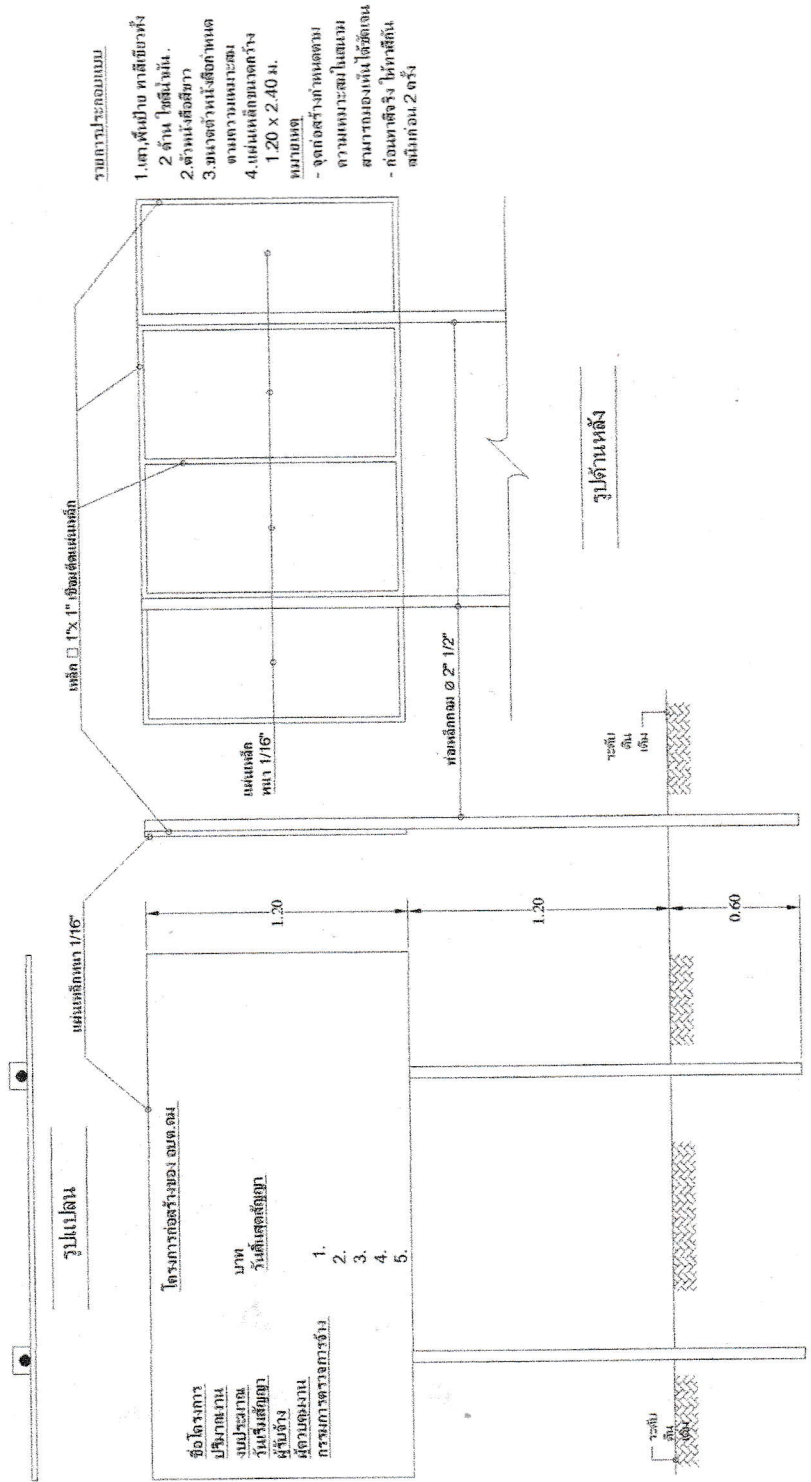 รูปแปลน
แผ่นเหล็กหนา 1/16"
โครงการก่อสร้างของ อบต.ดม
ชื่อโครงการ
ปริมาณงาน
งบประมาณ บาท
วันเริ่มสัญญา วันสิ้นสุดสัญญา
ผู้รับจ้าง
ผู้ควบคุมงาน
กรรมการตรวจการจ้าง 1.
2.
3.
4.
5.
1.20
1.20
0.60
ระดับ
ดิน
เดิม
ระดับ
ดิน
เดิม
เหล็ก □ 1"x 1" เชื่อมติดแผ่นเหล็ก
แผ่นเหล็ก
หนา 1/16"
ท่อเหล็กกลม ø 2" 1/2"
รูปด้านหลัง
รายการประกอบแบบ
1.เสา,พื้นป้าย ทาสีเขียวทั้ง
2 ด้าน ใช้สีน้ำมัน .
2.ตัวหนังสือสีขาว
3.ขนาดตัวหนังสือกำหนด
ตามความเหมาะสม
4.แผ่นเหล็กขนาดกว้าง
1.20 x 2.40 ม.
หมายเหตุ
- จุดก่อสร้างกำหนดตาม
ความเหมาะสมในสนาม
สามารถมองเห็นได้ชัดเจน
- ก่อนทาสีจริง ให้ทาสีกัน
สนิมก่อน 2 ครั้ง